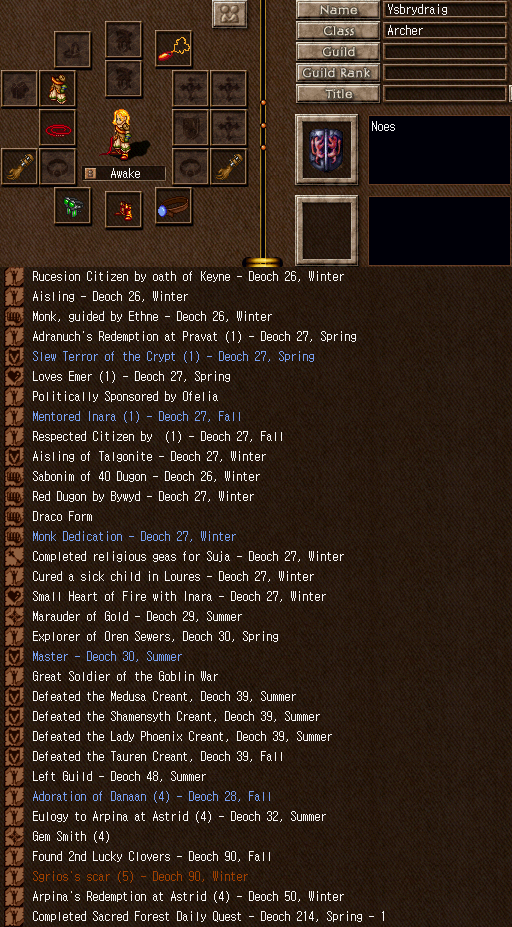 Name
Ysbrydraig
Class
Archer
Guild
Guild Rank
Title
Noes
Awake
Rucesion Citizen by oath of Keyne - Deoch 26, Winter
Aisling - Deoch 26, Winter
Monk, guided by Ethne - Deoch 26, Winter
Adranuch's Redemption at Pravat (1) - Deoch 27, Spring
Slew Terror of the Crypt (1) - Deoch 27, Spring
Loves Emer (1) - Deoch 27, Spring
Politically Sponsored by Ofelia
Mentored Inara (1) - Deoch 27, Fall
Respected Citizen by  (1) - Deoch 27, Fall
Aisling of Talgonite - Deoch 27, Winter
Sabonim of 40 Dugon - Deoch 26, Winter
Red Dugon by Bywyd - Deoch 27, Winter
Draco Form
Monk Dedication - Deoch 27, Winter
Completed religious geas for Suja - Deoch 27, Winter
Cured a sick child in Loures - Deoch 27, Winter
Small Heart of Fire with Inara - Deoch 27, Winter
Marauder of Gold - Deoch 29, Summer
Explorer of Oren Sewers, Deoch 30, Spring
Master - Deoch 30, Summer
Great Soldier of the Goblin War
Defeated the Medusa Creant, Deoch 39, Summer
Defeated the Shamensyth Creant, Deoch 39, Summer
Defeated the Lady Phoenix Creant, Deoch 39, Summer
Defeated the Tauren Creant, Deoch 39, Fall
Left Guild - Deoch 48, Summer
Adoration of Danaan (4) - Deoch 28, Fall
Eulogy to Arpina at Astrid (4) - Deoch 32, Summer
Gem Smith (4)
Found 2nd Lucky Clovers - Deoch 90, Fall
Sgrios's scar (5) - Deoch 90, Winter
Arpina's Redemption at Astrid (4) - Deoch 50, Winter
Completed Sacred Forest Daily Quest - Deoch 214, Spring - 1